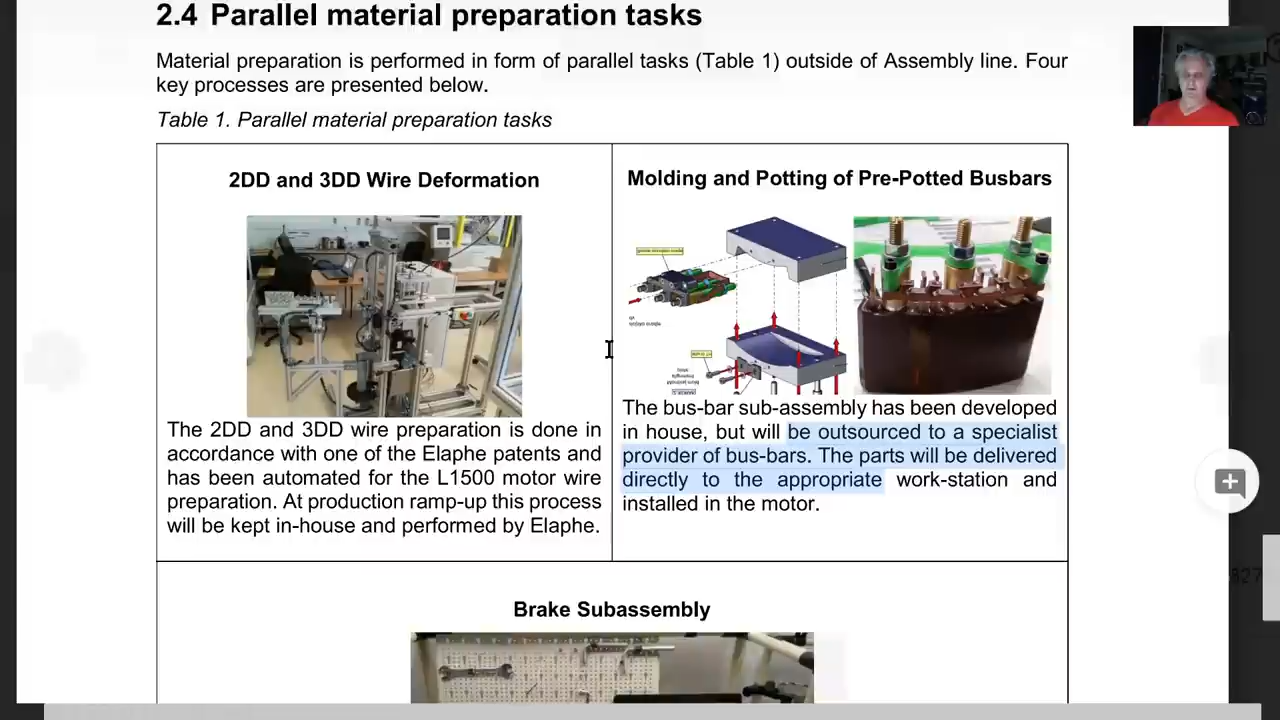 2.4 Parallel material preparation tasks
Material preparation is performed in form of parallel tasks (Table 1) outside of Assembly line. Four
key processes are presented below.
Table 1. Parallel material preparation tasks
2DD and 3DD Wire Deformation
The 2DD and 3DD wire preparation is done in
accordance with one of the Elaphe patents and
has been automated for the L1500 motor wire
preparation. At production ramp-up this process
will be kept in-house and performed by Elaphe.
Molding and Potting of Pre-Potted Busbars
The bus-bar sub-assembly has been developed
in house, but will be outsourced to a specialist
provider of bus-bars. The parts will be delivered
directly to the appropriate work-station and
installed in the motor.
Brake Subassembly